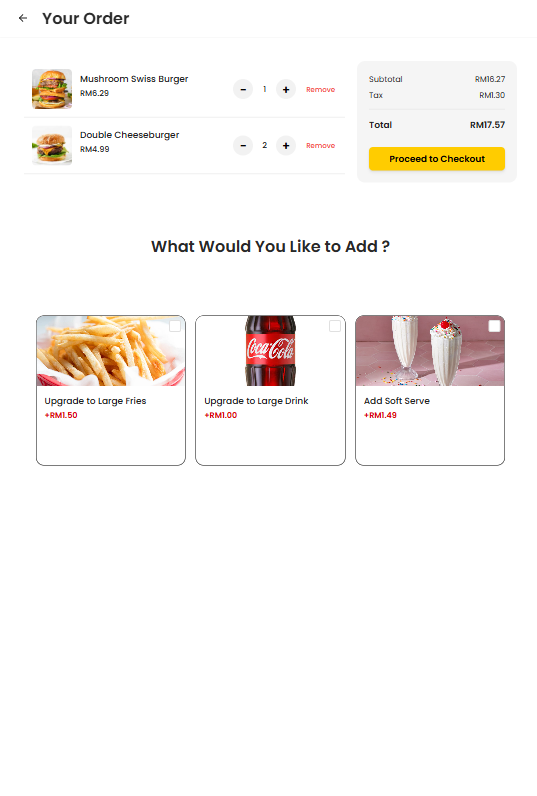 Your Order
Mushroom Swiss Burger
RM6.29
1
Remove
Double Cheeseburger
RM4.99
2
Remove
Subtotal RM16.27
Tax RM1.30
Total RM17.57
Proceed to Checkout
What Would You Like to Add ?
Coca-Cola
Upgrade to Large Fries
+RM1.50
Upgrade to Large Drink
+RM1.00
Add Soft Serve
+RM1.49